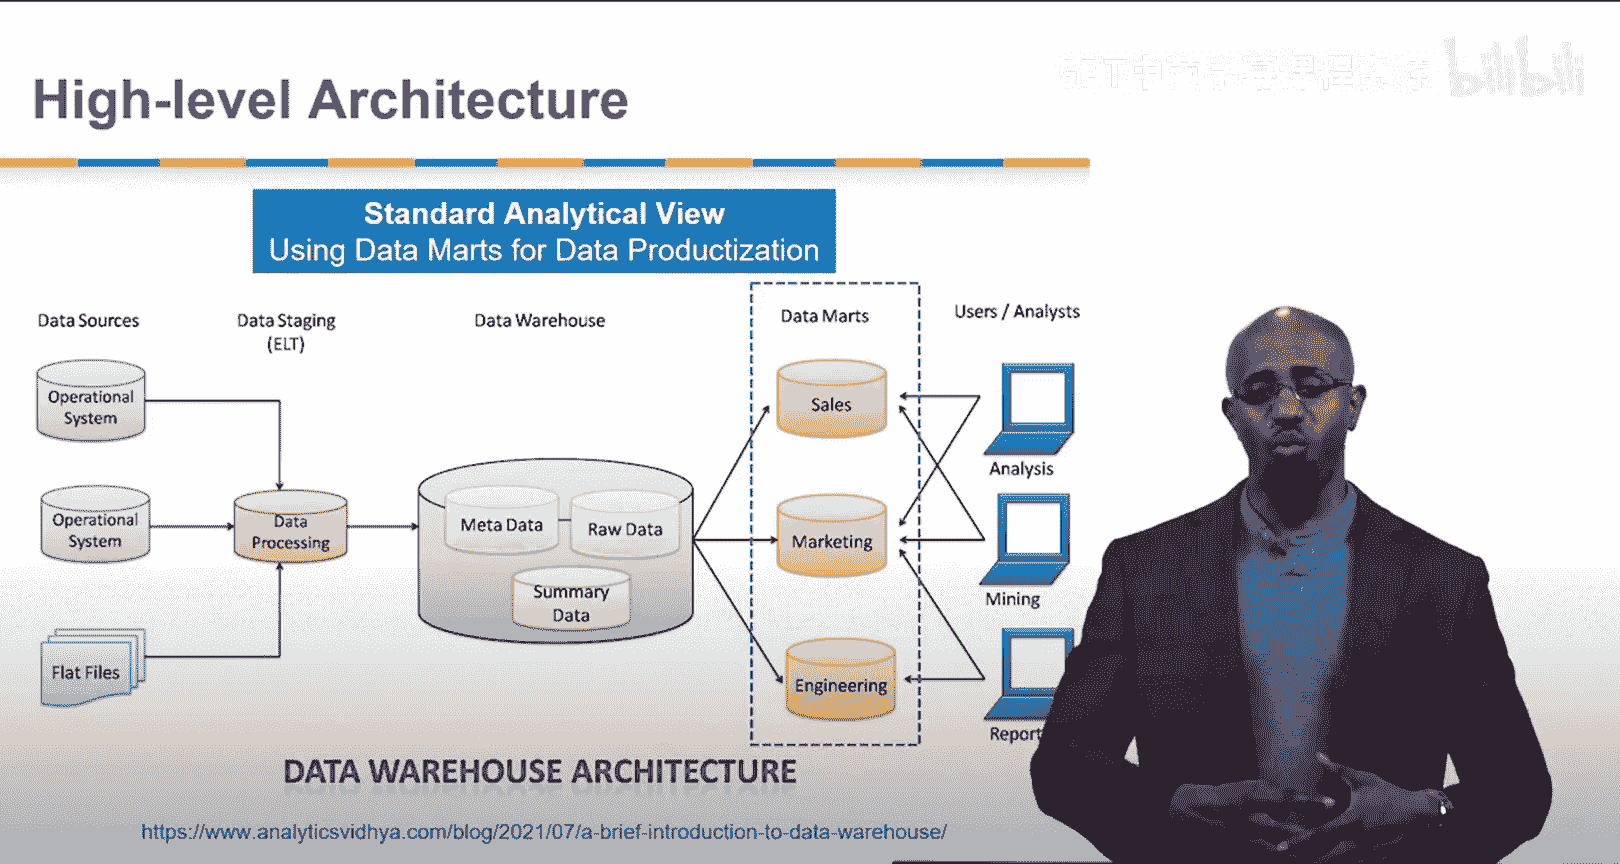 bilibili
High-level Architecture
Standard Analytical View
Using Data Marts for Data Productization
Data Sources
Data Staging
(ELT)
Data Warehouse
Data Marts
Users / Analysts
Operational
System
Operational
System
Flat Files
Data
Processing
Meta Data
Raw Data
Summary
Data
Sales
Marketing
Engineering
Analysis
Mining
Report
DATA WAREHOUSE ARCHITECTURE
https://www.analyticsvidhya.com/blog/2021/07/a-brief-introduction-to-data-warehouse/